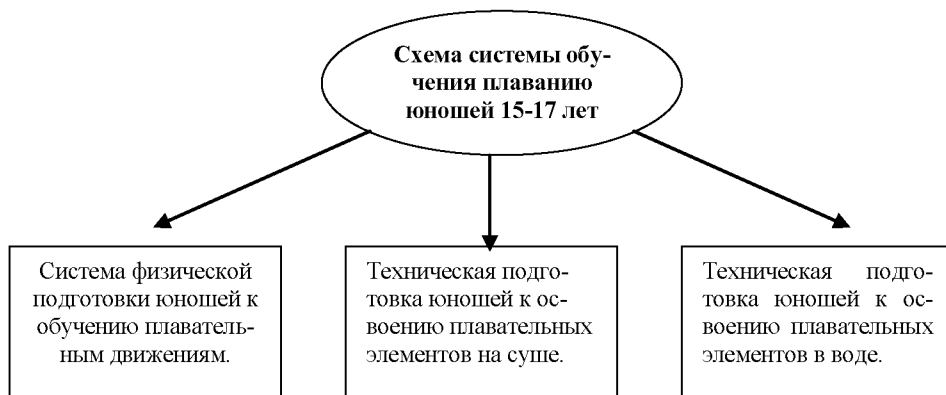 Схема системы обу-
чения плаванию
юношей 15-17 лет
Система физической
подготовки юношей к
обучению плаватель-
ным движениям.
Техническая подго-
товка юношей к ос-
воению плавательных
элементов на суше.
Техническая подго-
товка юношей к ос-
воению плавательных
элементов в воде.